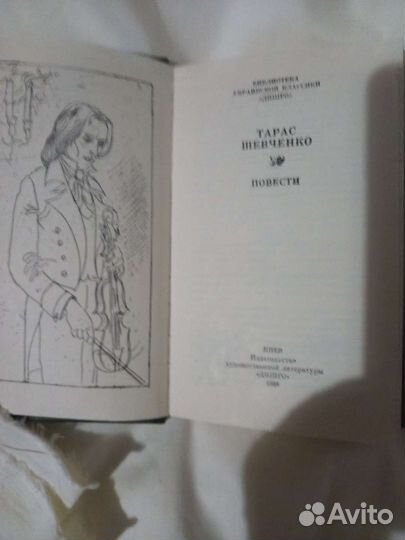 БИБЛИОТЕКА
УКРАИНСКОЙ КЛАССИКИ
«ДНІПРО»
ТАРАС
ШЕВЧЕНКО
ПОВЕСТИ
КИЕВ
Издательство
художественной литературы
«ДНІПРО»
Avito